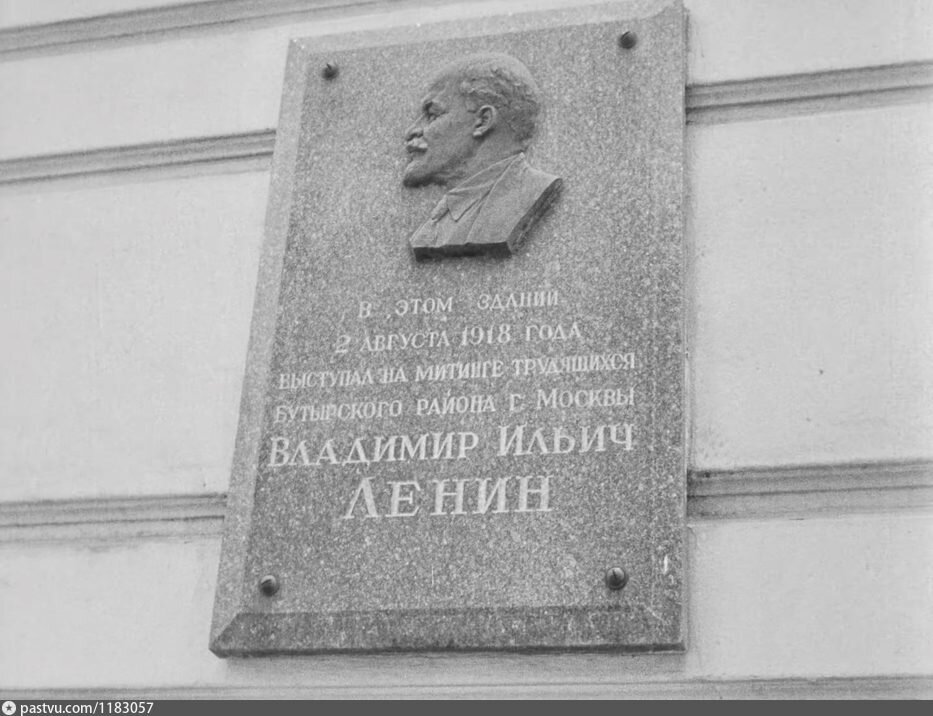 В ЭТОМ ЗДАНИИ
2 АВГУСТА 1918 ГОДА
ВЫСТУПАЛ НА МИТИНГЕ ТРУДЯЩИХСЯ
БУТЫРСКОГО РАЙОНА Г. МОСКВЫ
ВЛАДИМИР ИЛЬИЧ
ЛЕНИН
pastvu.com/1183057